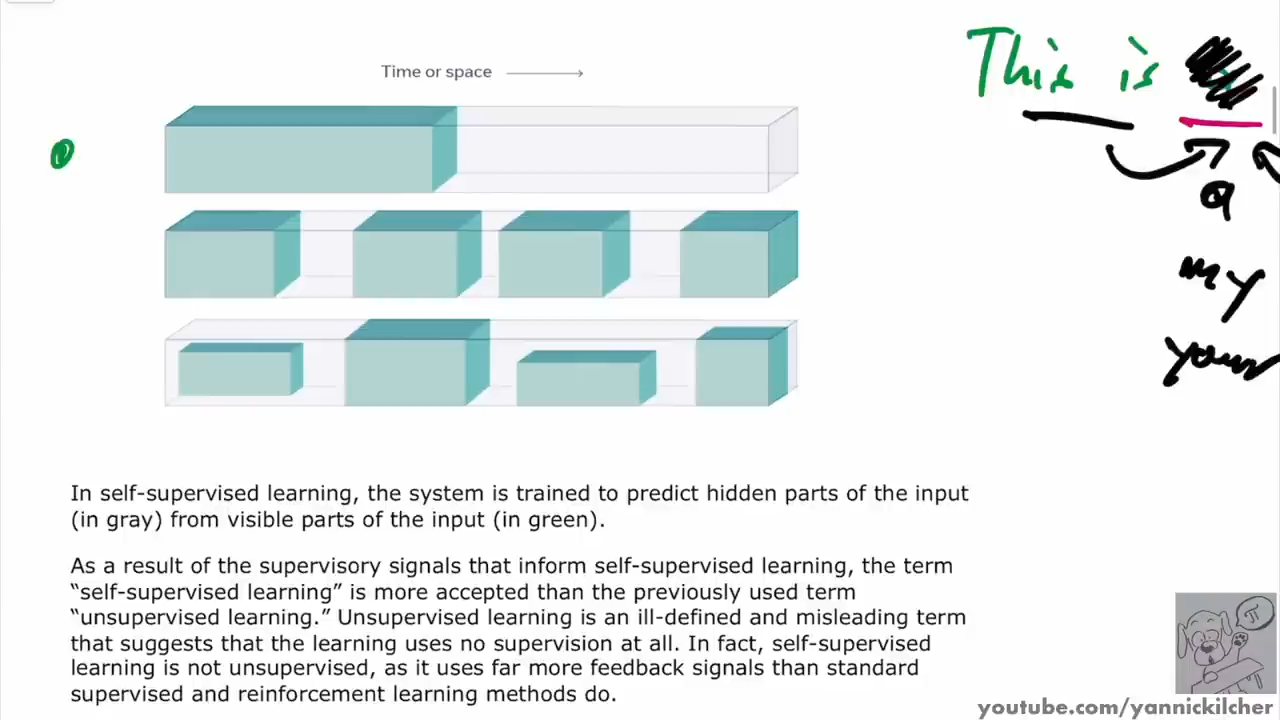 Time or space
This is
a
my
your
In self-supervised learning, the system is trained to predict hidden parts of the input
(in gray) from visible parts of the input (in green).
As a result of the supervisory signals that inform self-supervised learning, the term
“self-supervised learning” is more accepted than the previously used term
“unsupervised learning.” Unsupervised learning is an ill-defined and misleading term
that suggests that the learning uses no supervision at all. In fact, self-supervised
learning is not unsupervised, as it uses far more feedback signals than standard
supervised and reinforcement learning methods do.
π
youtube.com/yannickilcher